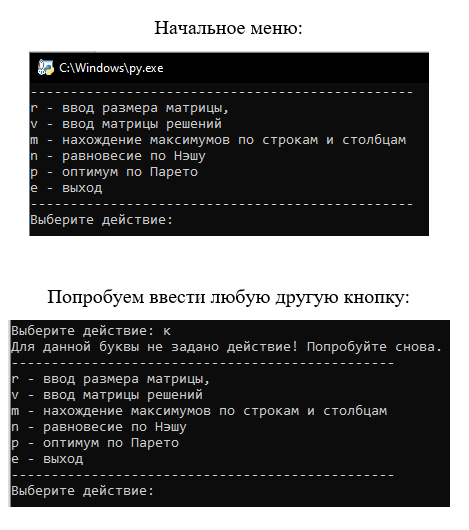 Начальное меню:
C:\Windows\py.exe
------------------------------------------------
r - ввод размера матрицы,
v - ввод матрицы решений
m - нахождение максимумов по строкам и столбцам
n - равновесие по Нэшу
p - оптимум по Парето
e - выход
------------------------------------------------
Выберите действие:
Попробуем ввести любую другую кнопку:
Выберите действие: к
Для данной буквы не задано действие! Попробуйте снова.
------------------------------------------------
r - ввод размера матрицы,
v - ввод матрицы решений
m - нахождение максимумов по строкам и столбцам
n - равновесие по Нэшу
p - оптимум по Парето
e - выход
------------------------------------------------
Выберите действие: